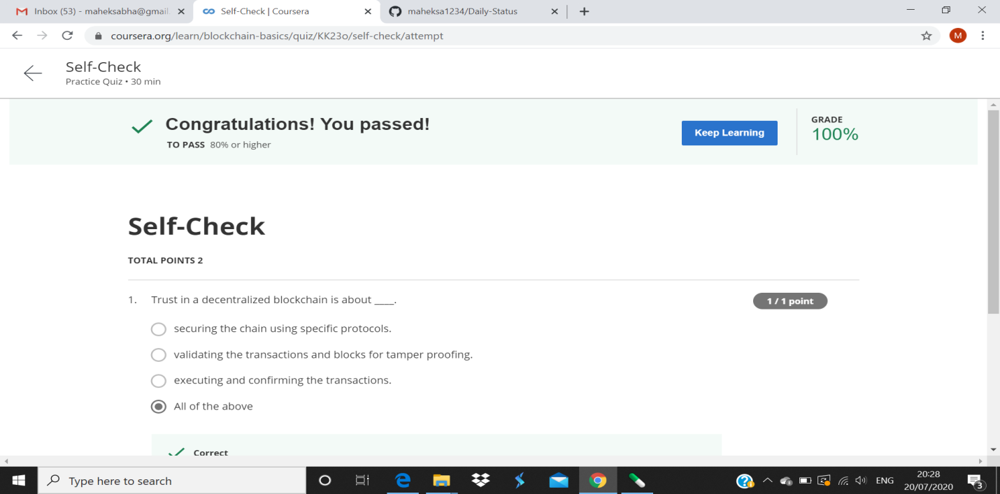 Inbox (53) - maheksabha@gmail.
Self-Check | Coursera
maheksa1234/Daily-Status
coursera.org/learn/blockchain-basics/quiz/KK23o/self-check/attempt
M
Self-Check
Practice Quiz • 30 min
Congratulations! You passed!
TO PASS 80% or higher
Keep Learning
GRADE
100%
Self-Check
TOTAL POINTS 2
1. Trust in a decentralized blockchain is about ____.
1 / 1 point
securing the chain using specific protocols.
validating the transactions and blocks for tamper proofing.
executing and confirming the transactions.
All of the above
Correct
Type here to search
ENG
20:28
20/07/2020
3